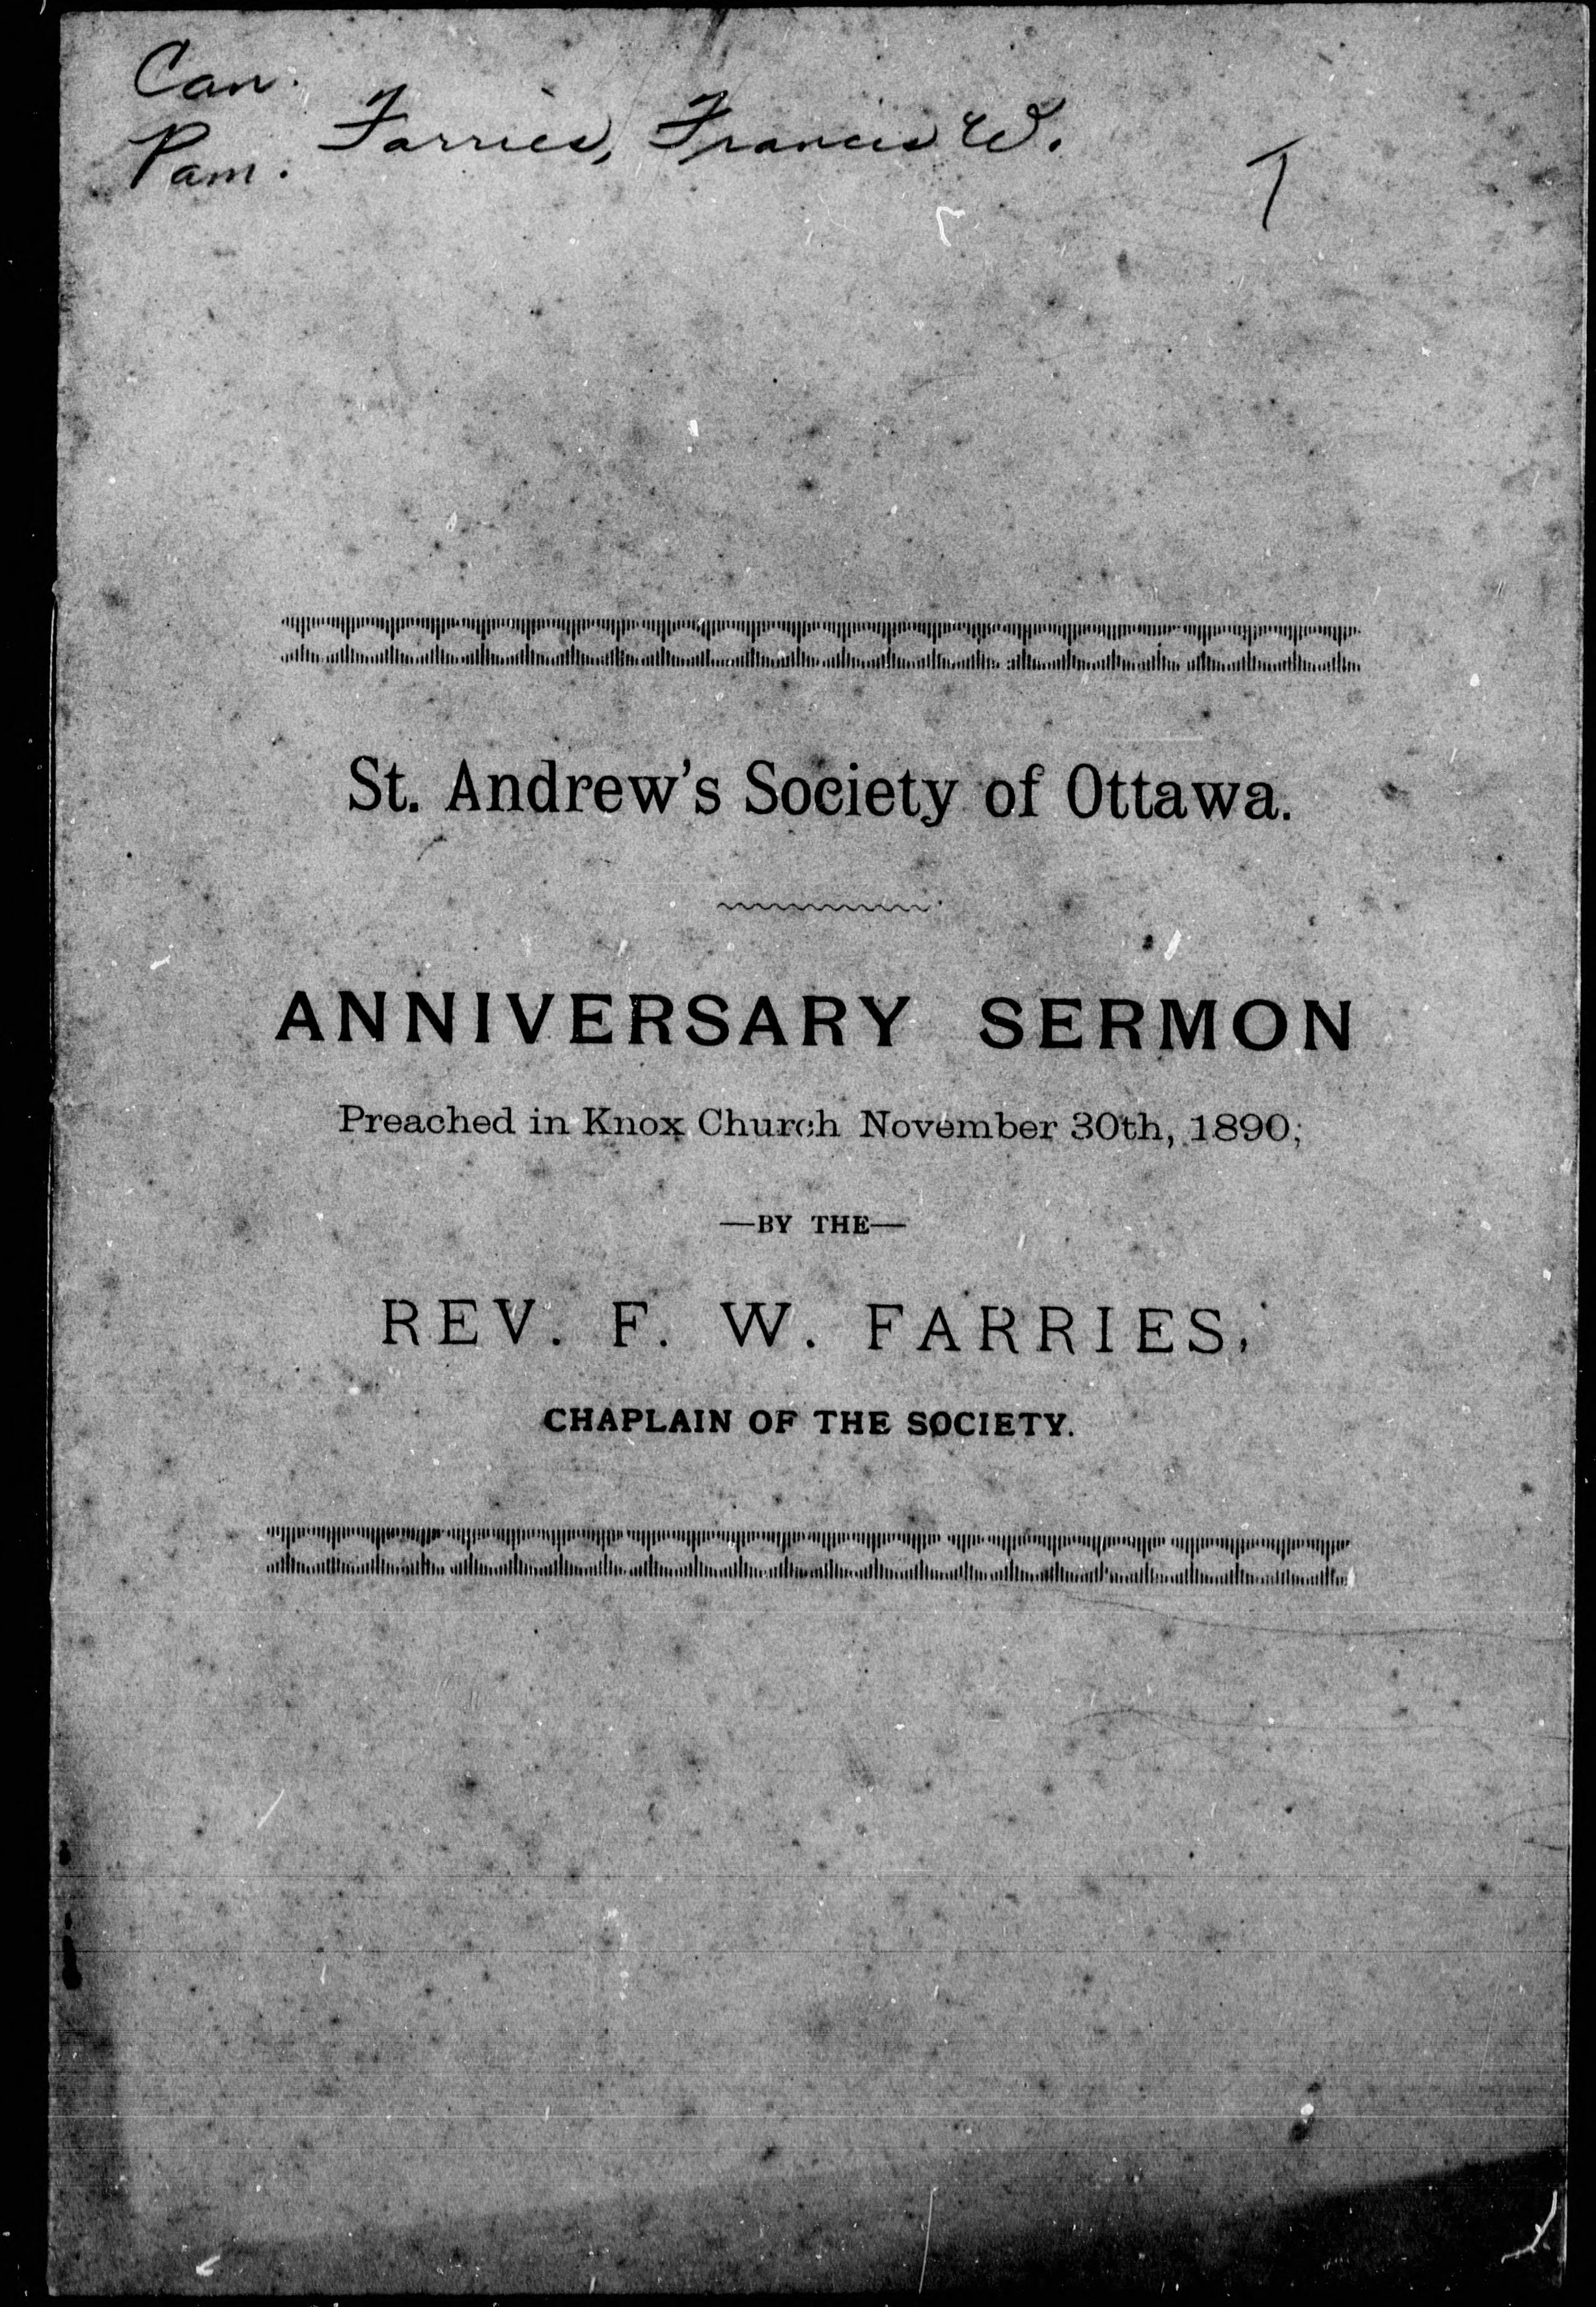 Can.
Pam. Farries, Francis W.
St. Andrew's Society of Ottawa.
ANNIVERSARY SERMON
Preached in Knox Church November 30th, 1890,
—BY THE—
REV. F. W. FARRIES,
CHAPLAIN OF THE SOCIETY.